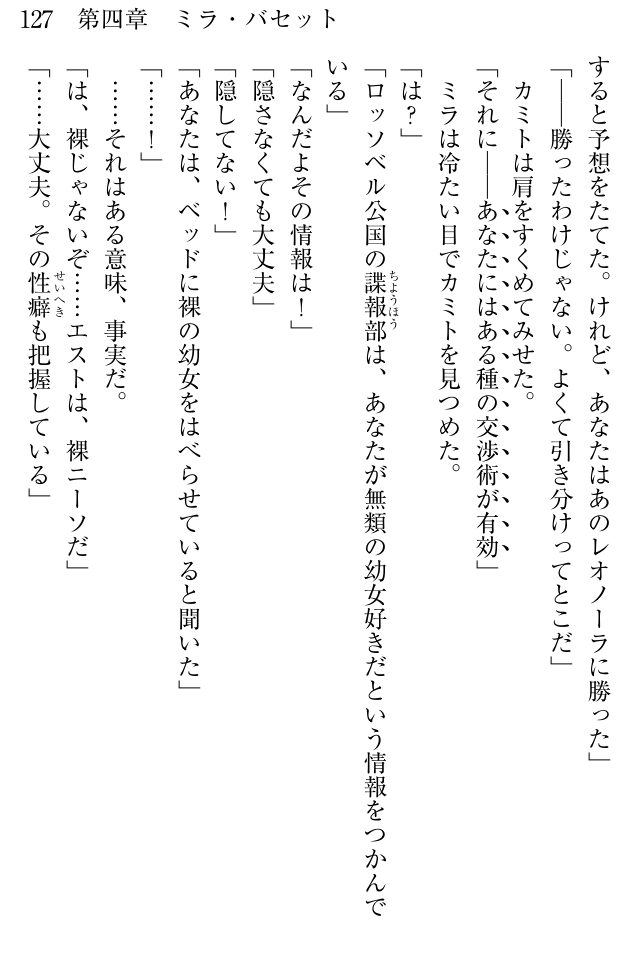 127 第四章 ミラ・バセット
すると予想をたてた。けれど、あなたはあのレオノーラに勝った」
「――勝ったわけじゃない。よくて引き分けってとこだ」
カミトは肩をすくめてみせた。
「それに――あなたにはある種の交渉術が有効」
ミラは冷たい目でカミトを見つめた。
「は?」
「ロッソベル公国の諜報部は、あなたが無類の幼女好きだという情報をつかんで
いる」
「なんだよその情報は!」
「隠さなくても大丈夫」
「隠してない!」
「あなたは、ベッドに裸の幼女をはべらせていると聞いた」
「……!」
……それはある意味、事実だ。
「は、裸じゃないぞ……エストは、裸ニーソだ」
「……大丈夫。その性癖も把握している」
ちようほう
せいへき